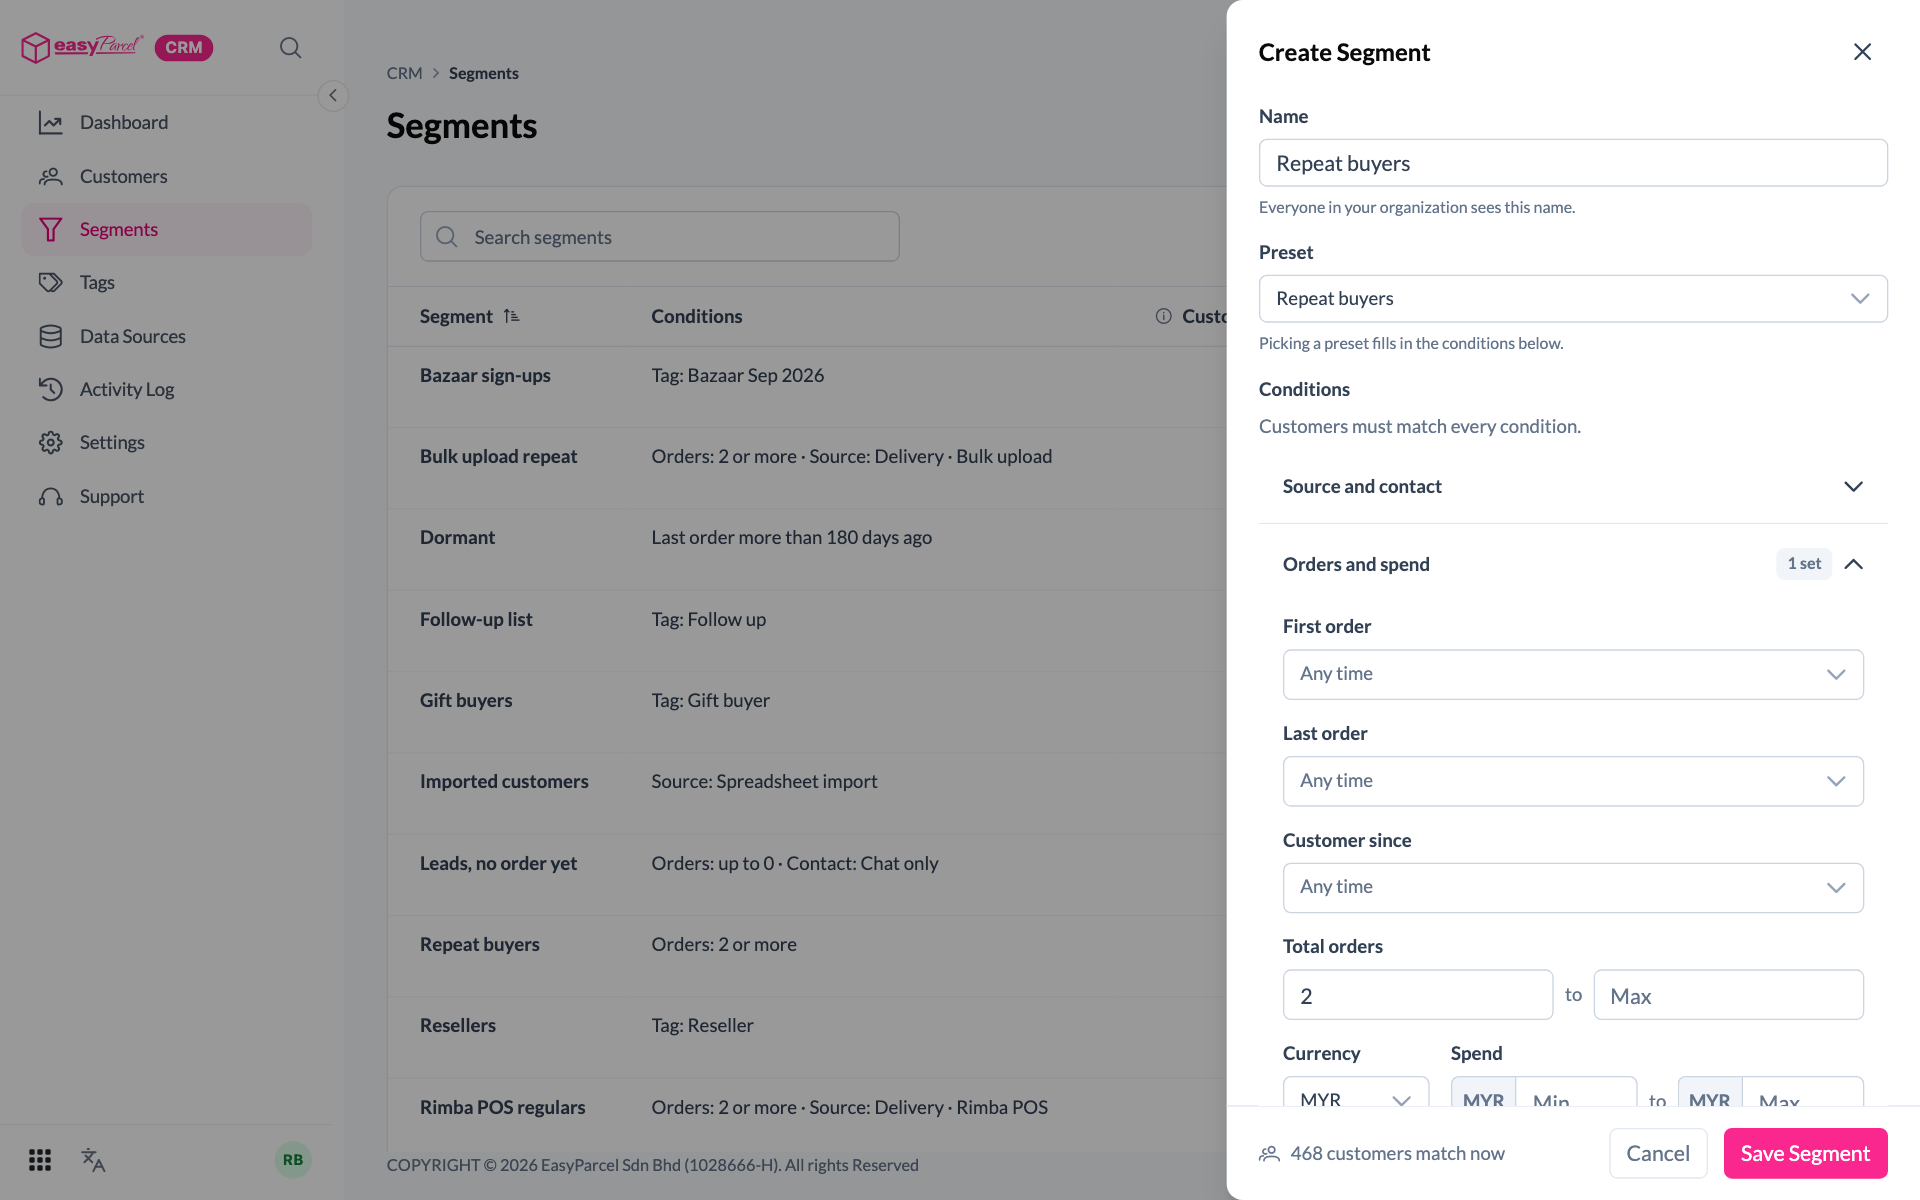 easyParcel CRM
Dashboard
Customers
Segments
Tags
Data Sources
Activity Log
Settings
Support
RB
CRM > Segments
Segments
Search segments
Segment Conditions
Bazaar sign-ups Tag: Bazaar Sep 2026
Bulk upload repeat Orders: 2 or more · Source: Delivery · Bulk upload
Dormant Last order more than 180 days ago
Follow-up list Tag: Follow up
Gift buyers Tag: Gift buyer
Imported customers Source: Spreadsheet import
Leads, no order yet Orders: up to 0 · Contact: Chat only
Repeat buyers Orders: 2 or more
Resellers Tag: Reseller
Rimba POS regulars Orders: 2 or more · Source: Delivery · Rimba POS
COPYRIGHT © 2026 EasyParcel Sdn Bhd (1028666-H). All rights Reserved
Create Segment
Name
Repeat buyers
Everyone in your organization sees this name.
Preset
Repeat buyers
Picking a preset fills in the conditions below.
Conditions
Customers must match every condition.
Source and contact
Orders and spend 1 set
First order
Any time
Last order
Any time
Customer since
Any time
Total orders
2 to Max
Currency Spend
MYR MYR Min to MYR Max
468 customers match now Cancel Save Segment